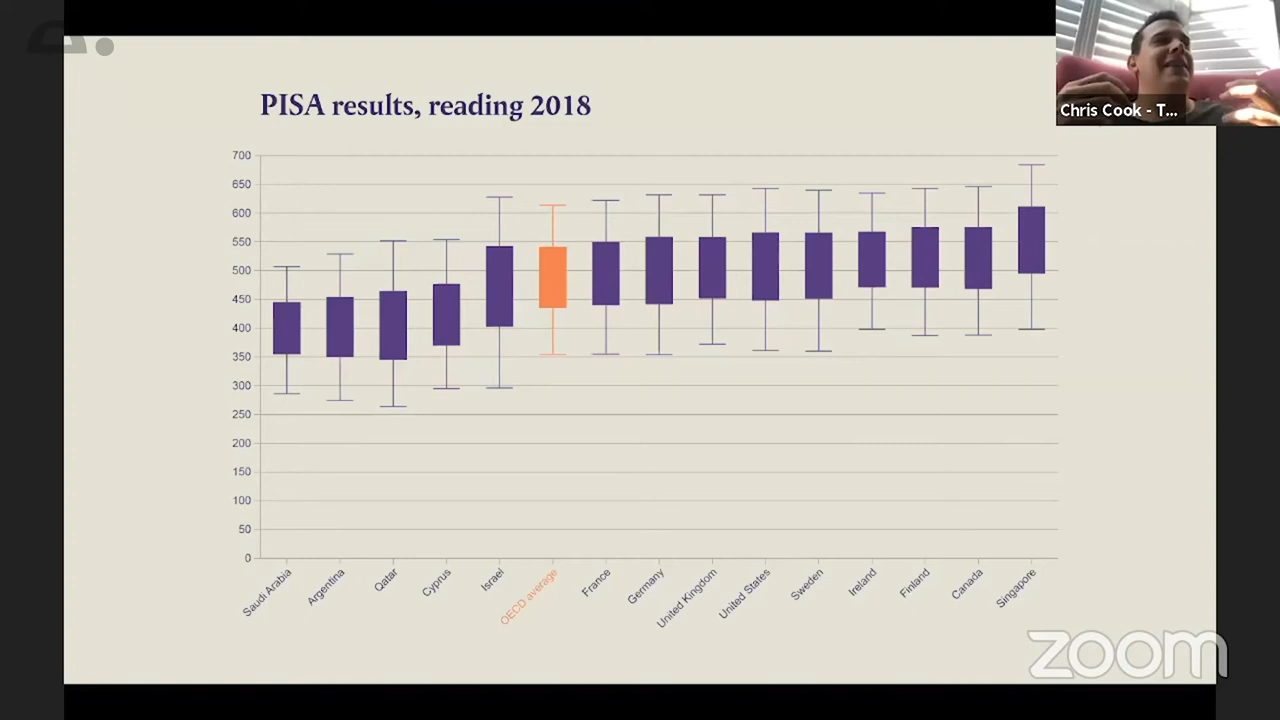 Chris Cook - T...
PISA results, reading 2018
700
650
600
550
500
450
400
350
300
250
200
150
100
50
0
Saudi Arabia
Argentina
Qatar
Cyprus
Israel
OECD average
France
Germany
United Kingdom
United States
Sweden
Ireland
Finland
Canada
Singapore
zoom